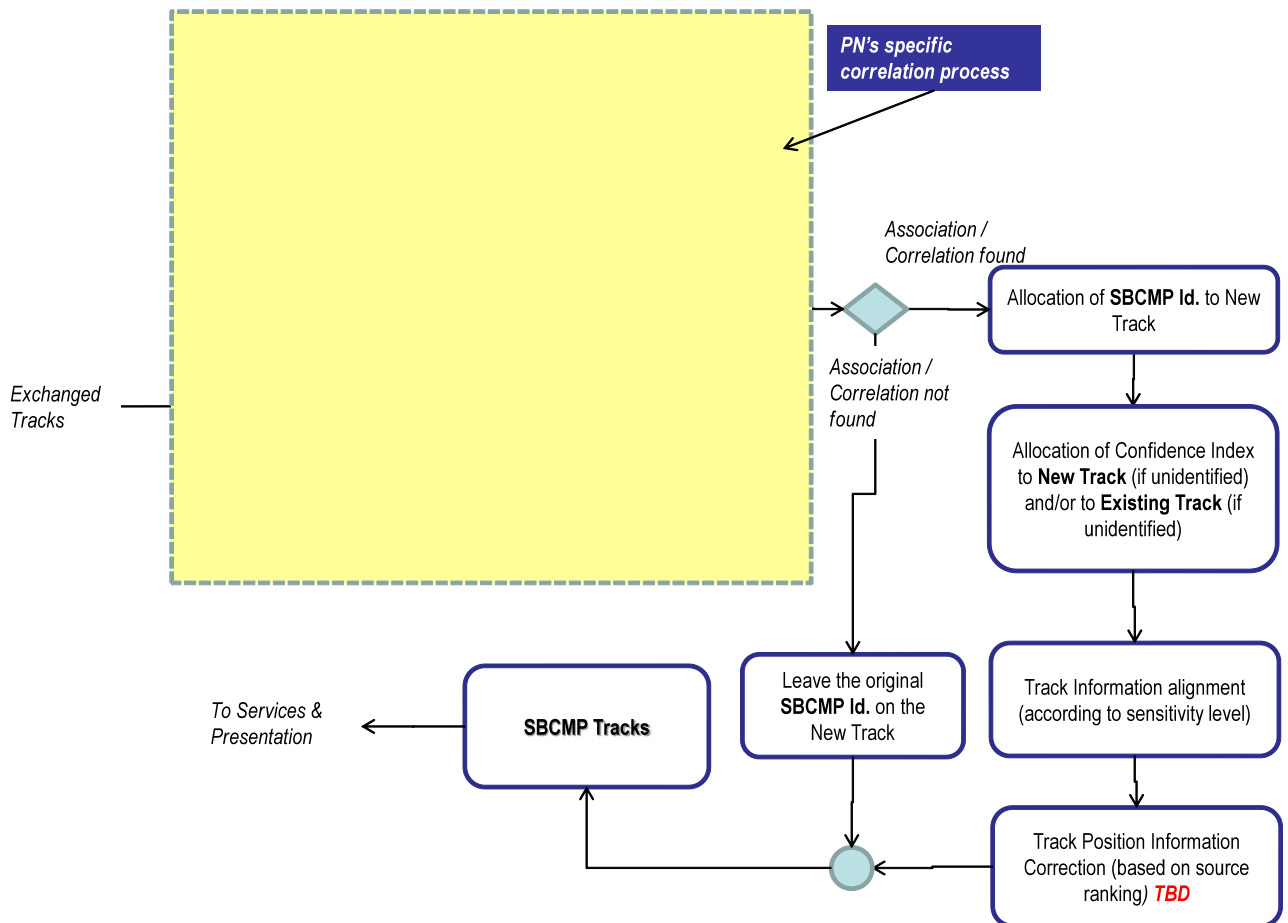 PN's specific
correlation process
Association /
Correlation found
Allocation of SBCMP Id. to New
Track
Association /
Correlation not
found
Exchanged
Tracks
Allocation of Confidence Index
to New Track (if unidentified)
and/or to Existing Track (if
unidentified)
Track Information alignment
(according to sensitivity level)
Leave the original
SBCMP Id. on the
New Track
SBCMP Tracks
To Services &
Presentation
Track Position Information
Correction (based on source
ranking) TBD